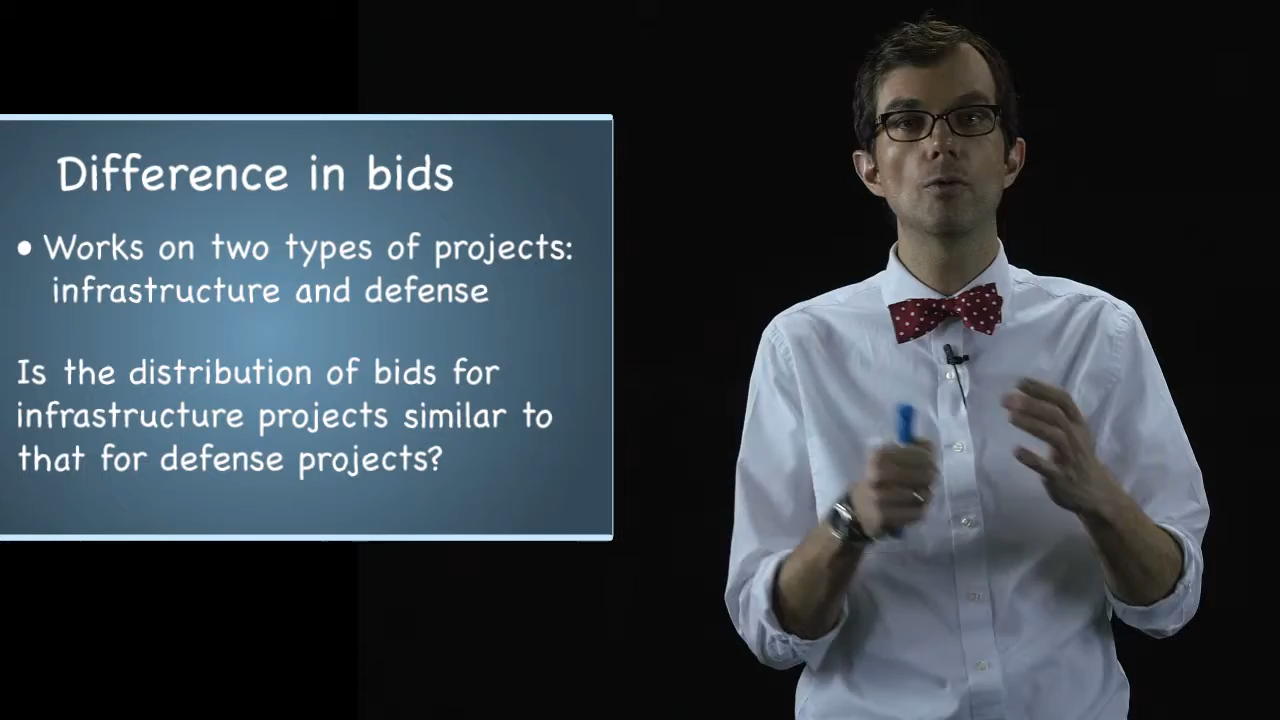 Difference in bids
• Works on two types of projects:
infrastructure and defense
Is the distribution of bids for
infrastructure projects similar to
that for defense projects?